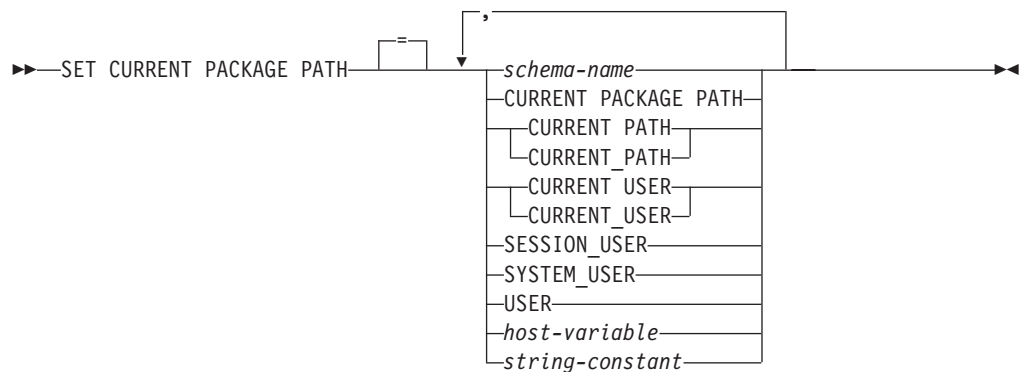 ,
=
SET CURRENT PACKAGE PATH schema-name
CURRENT PACKAGE PATH
CURRENT PATH
CURRENT_PATH
CURRENT USER
CURRENT_USER
SESSION_USER
SYSTEM_USER
USER
host-variable
string-constant